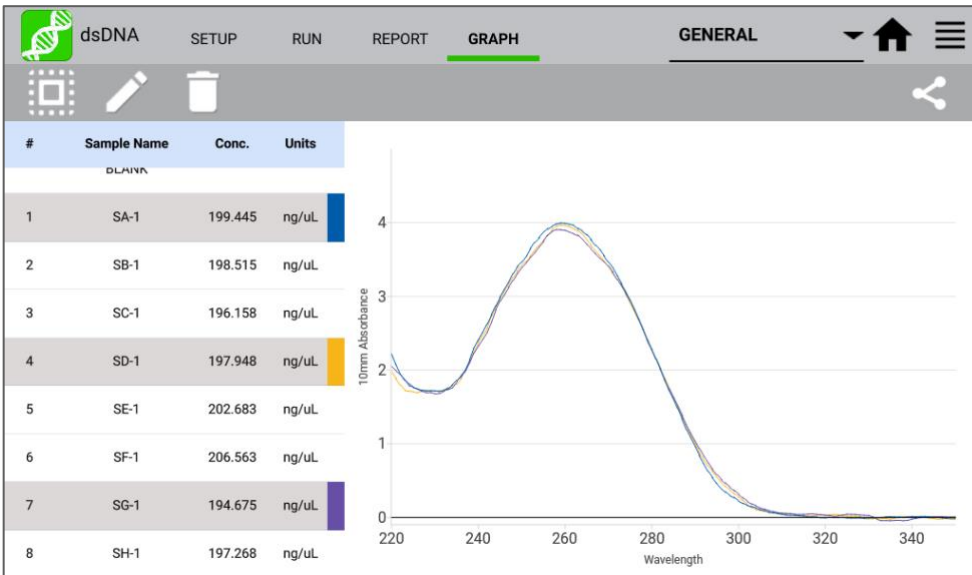 dsDNA SETUP RUN REPORT GRAPH GENERAL
# Sample Name Conc. Units
BLANK
1 SA-1 199.445 ng/uL
2 SB-1 198.515 ng/uL
3 SC-1 196.158 ng/uL
4 SD-1 197.948 ng/uL
5 SE-1 202.683 ng/uL
6 SF-1 206.563 ng/uL
7 SG-1 194.675 ng/uL
8 SH-1 197.268 ng/uL
10mm Absorbance
4
3
2
1
0
220 240 260 280 300 320 340
Wavelength